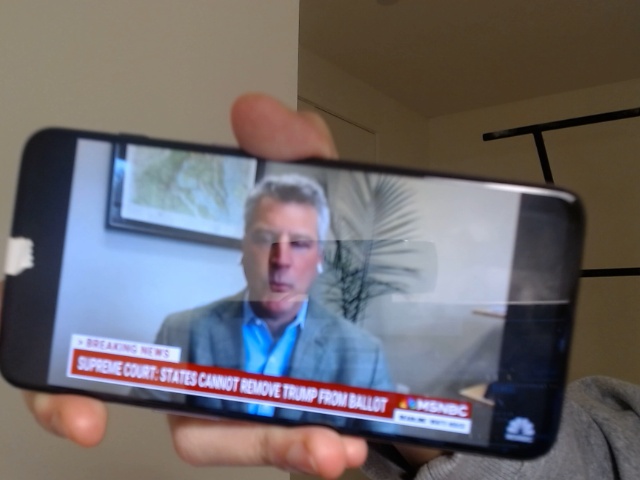 BREAKING NEWS
SUPREME COURT: STATES CANNOT REMOVE TRUMP FROM BALLOT
MSNBC